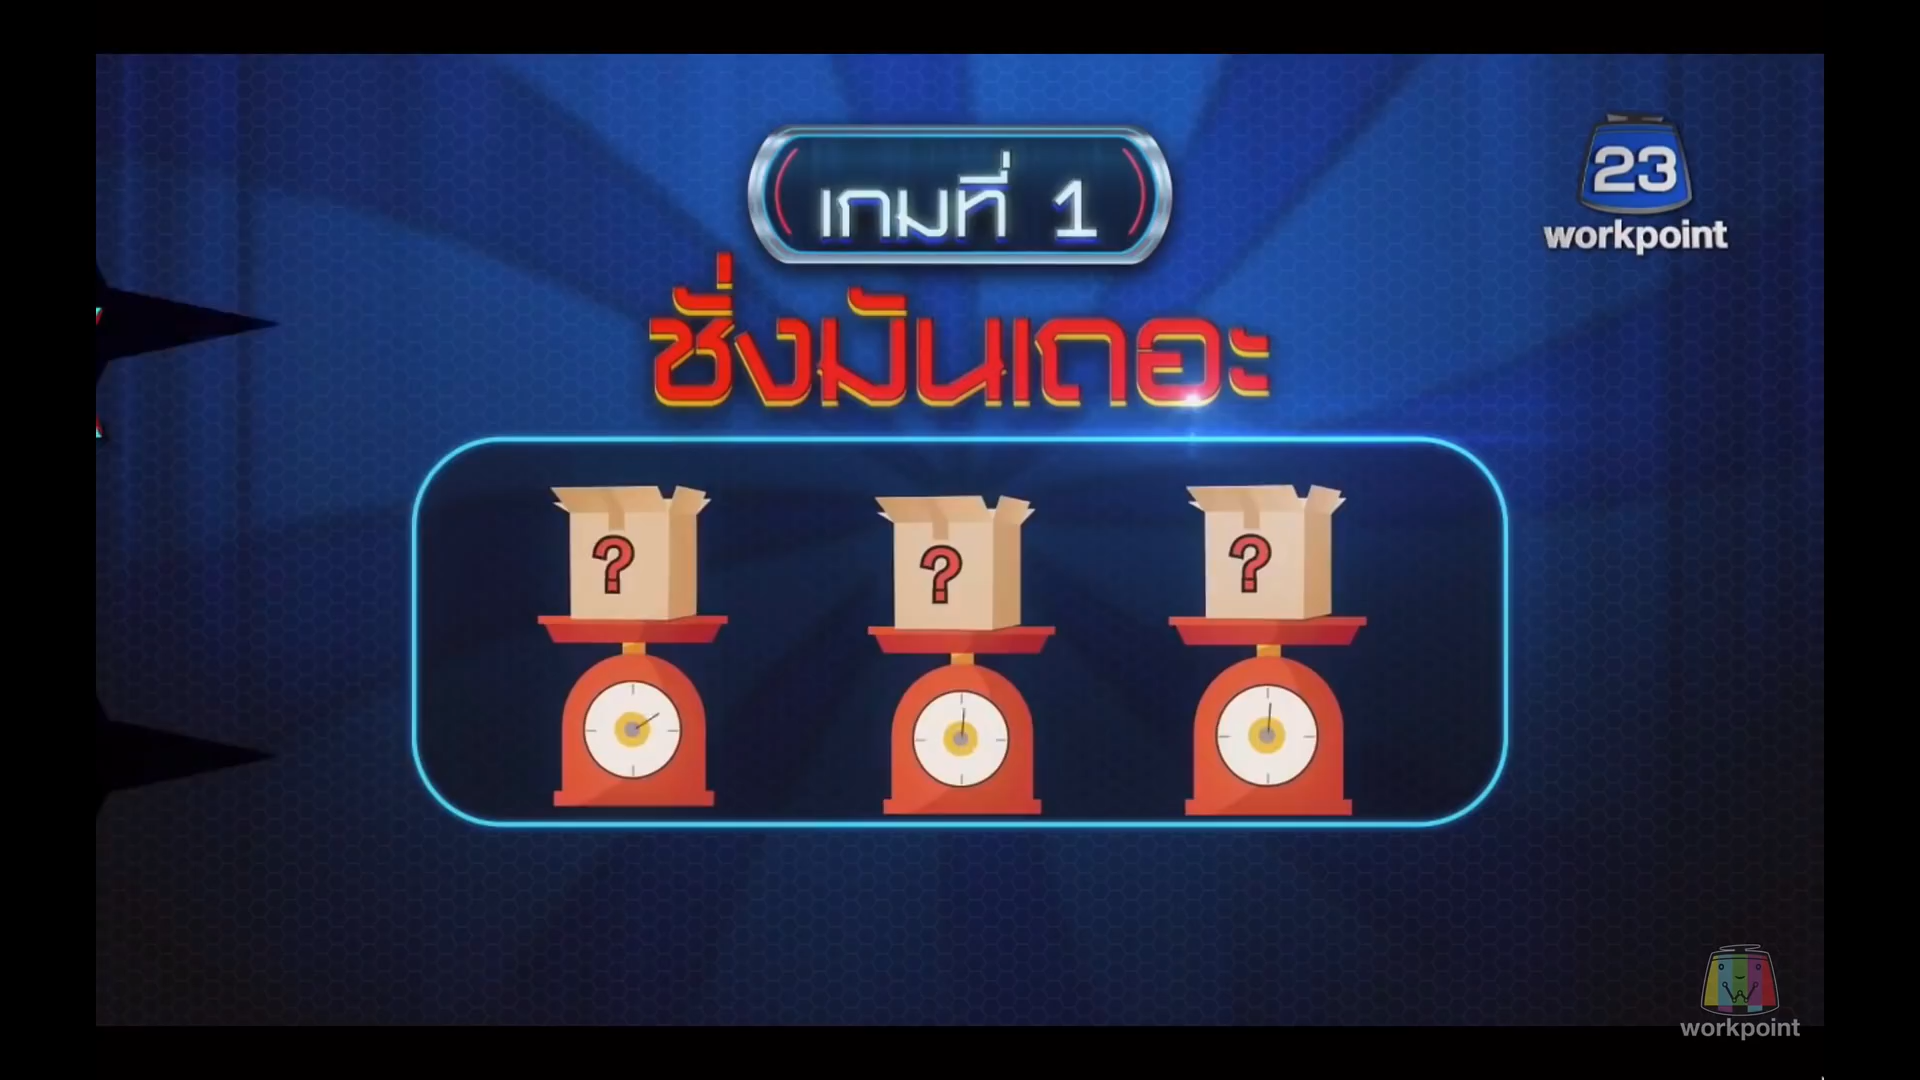 เกมที่ 1
23
workpoint
ชั่งมันเถอะ
?
?
?
workpoint